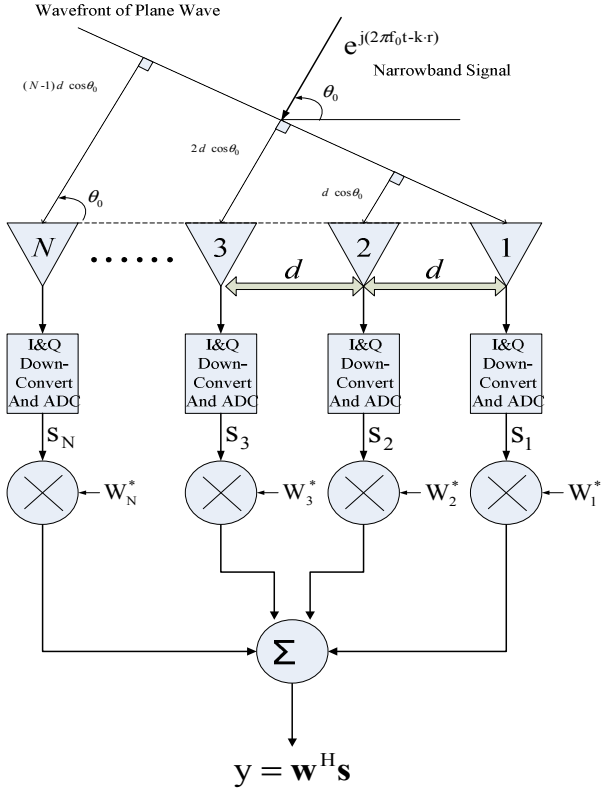 Wavefront of Plane Wave
e^j(2πf₀t-k·r)
Narrowband Signal
(N-1)d cosθ₀
θ₀
2d cosθ₀
d cosθ₀
θ₀
N ...... 3 2 1
d d
I&Q Down-Convert And ADC
I&Q Down-Convert And ADC
I&Q Down-Convert And ADC
I&Q Down-Convert And ADC
s_N s₃ s₂ s₁
W_N^* W₃^* W₂^* W₁^*
Σ
y = w^H s